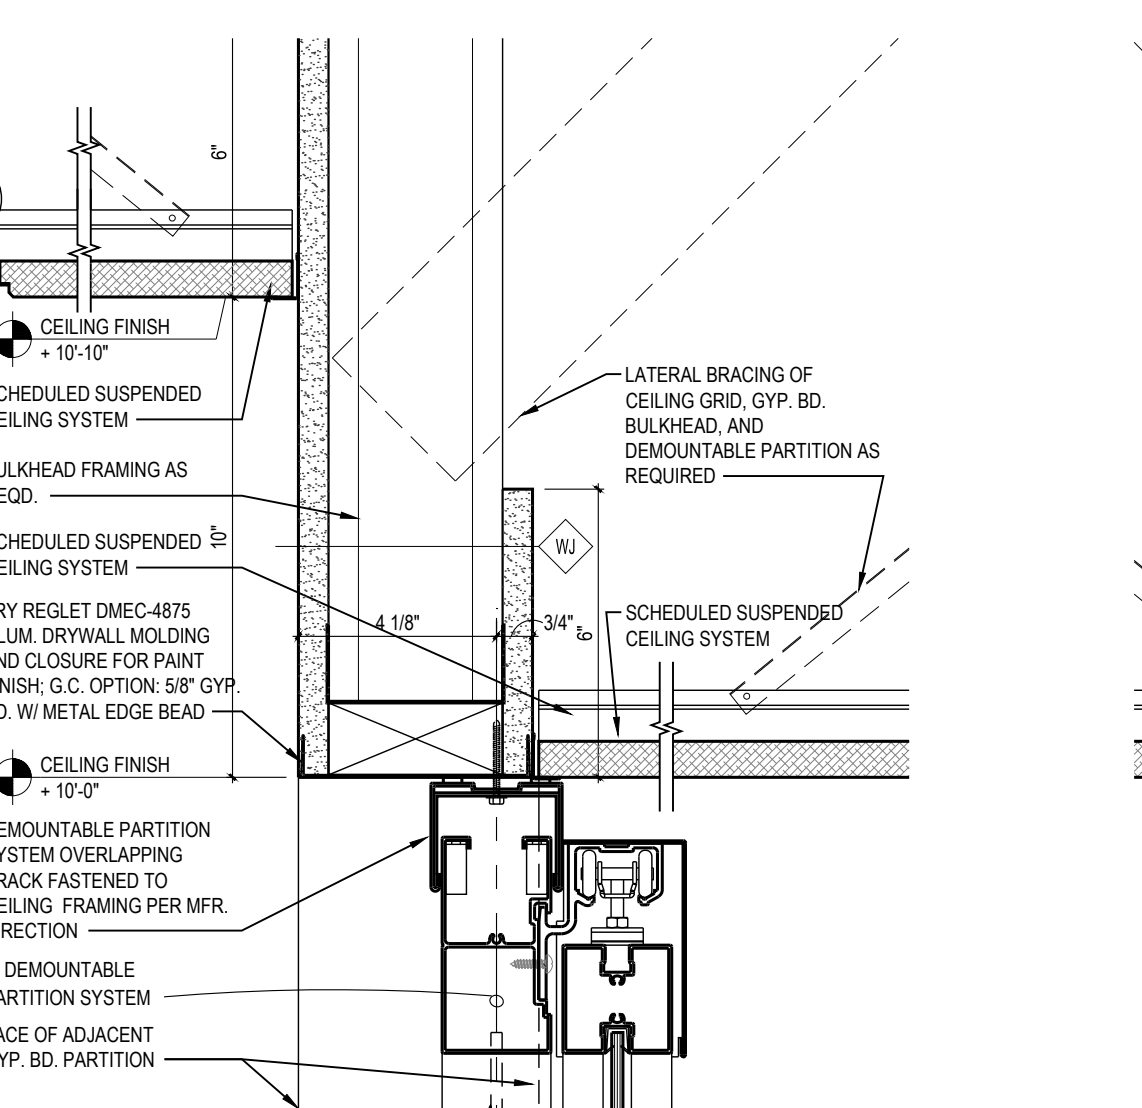 6"
CEILING FINISH
+ 10'-10"
CHEDULED SUSPENDED
EILING SYSTEM
ULKHEAD FRAMING AS
EQD.
10"
CHEDULED SUSPENDED
EILING SYSTEM
RY REGLET DMEC-4875
LUM. DRYWALL MOLDING
ND CLOSURE FOR PAINT
NISH; G.C. OPTION: 5/8" GYP.
D. W/ METAL EDGE BEAD
CEILING FINISH
+ 10'-0"
EMOUNTABLE PARTITION
YSTEM OVERLAPPING
RACK FASTENED TO
EILING FRAMING PER MFR.
IRECTION
DEMOUNTABLE
ARTITION SYSTEM
ACE OF ADJACENT
YP. BD. PARTITION
4 1/8"
3/4"
6"
WJ
LATERAL BRACING OF
CEILING GRID, GYP. BD.
BULKHEAD, AND
DEMOUNTABLE PARTITION AS
REQUIRED
SCHEDULED SUSPENDED
CEILING SYSTEM